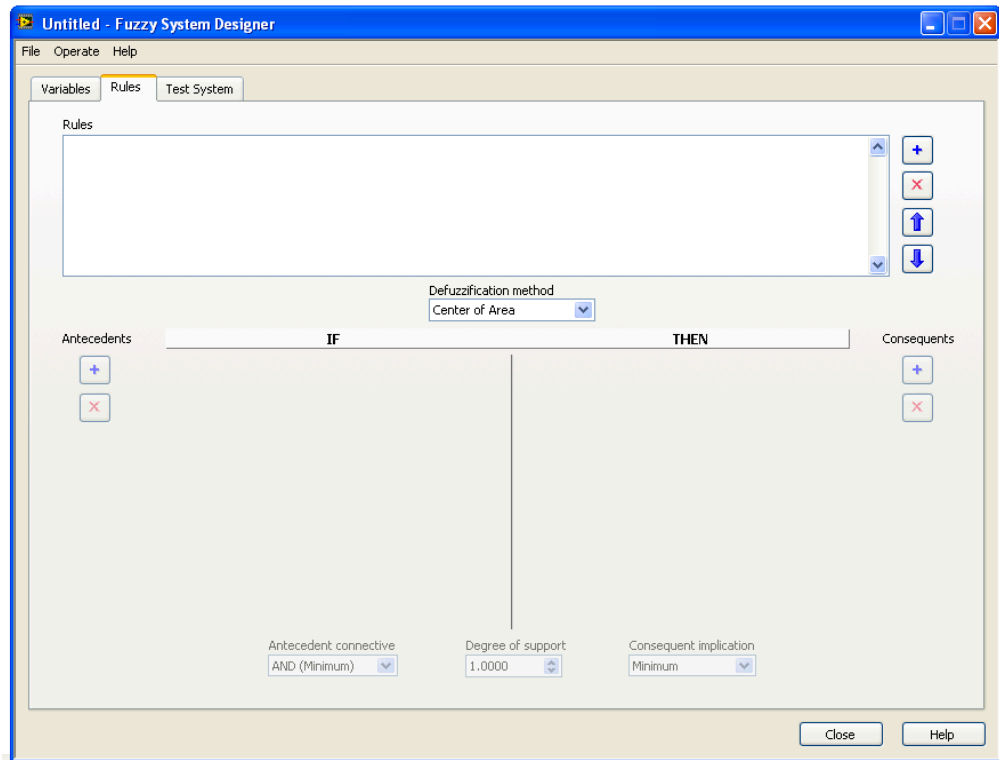 Untitled - Fuzzy System Designer
File Operate Help
Variables Rules Test System
Rules
Defuzzification method
Center of Area
Antecedents IF THEN Consequents
Antecedent connective Degree of support Consequent implication
AND (Minimum) 1.0000 Minimum
Close Help